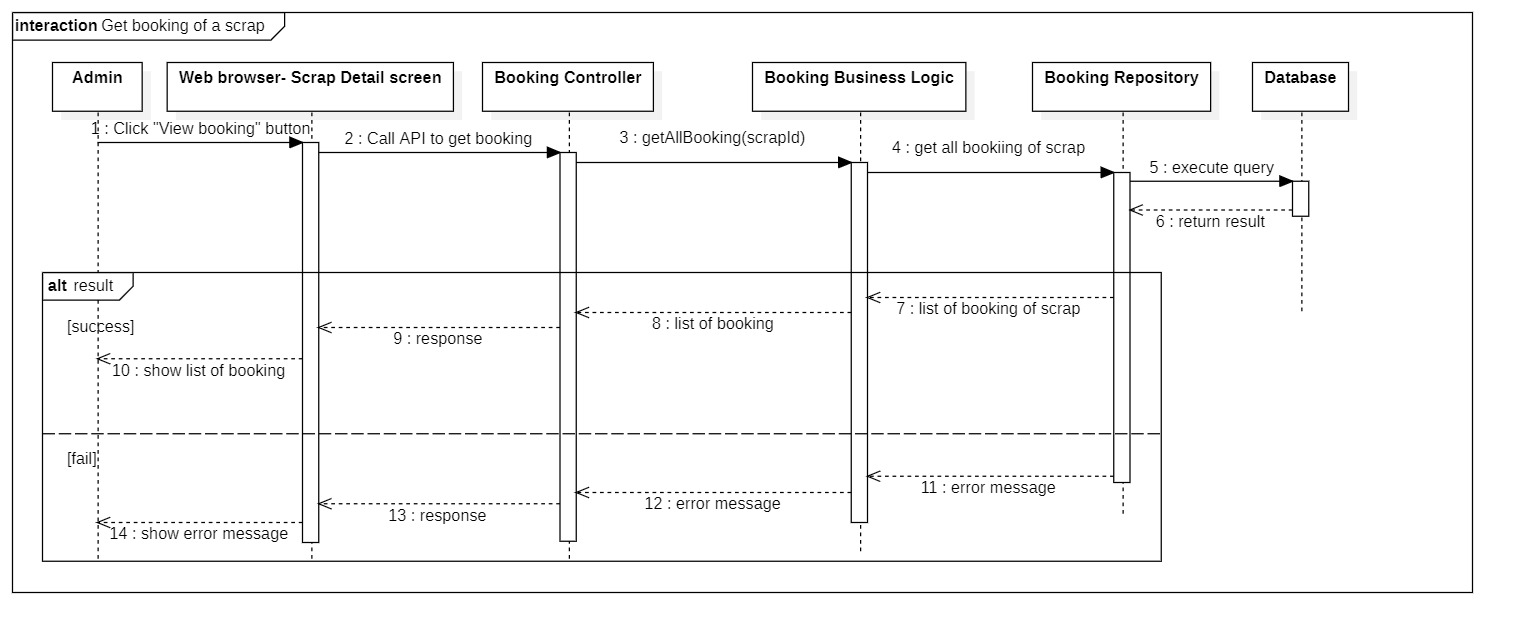 interaction Get booking of a scrap
Admin
Web browser- Scrap Detail screen
Booking Controller
Booking Business Logic
Booking Repository
Database
1 : Click "View booking" button
2 : Call API to get booking
3 : getAllBooking(scrapId)
4 : get all bookiing of scrap
5 : execute query
6 : return result
alt result
[success]
7 : list of booking of scrap
8 : list of booking
9 : response
10 : show list of booking
[fail]
11 : error message
12 : error message
13 : response
14 : show error message